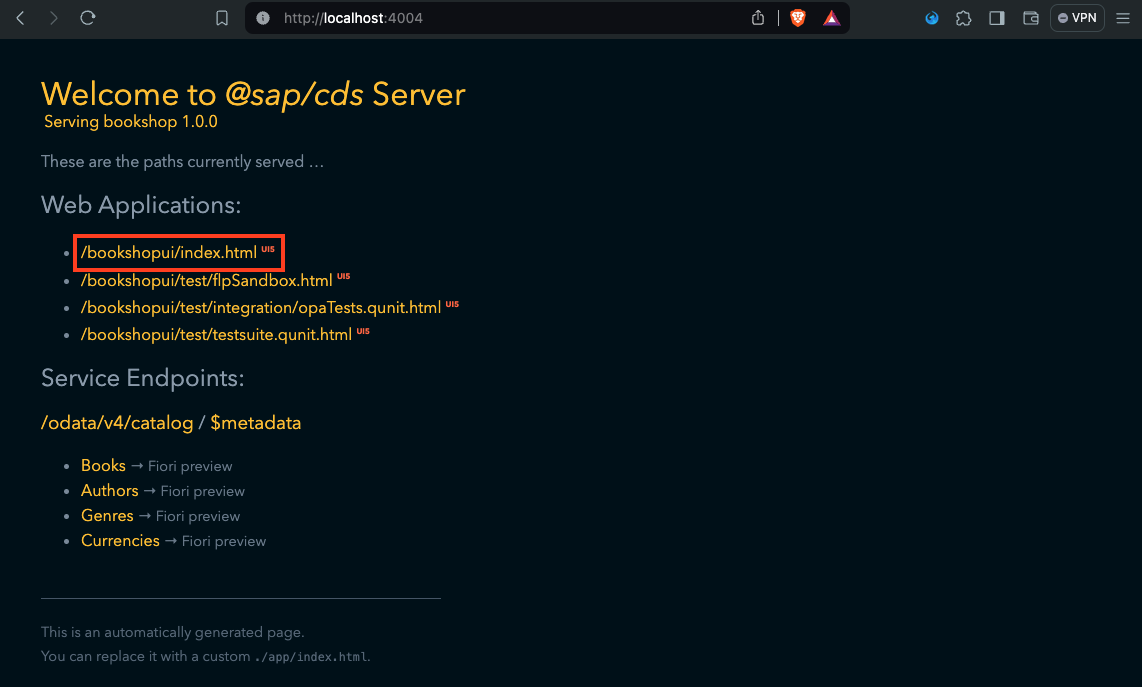 http://localhost:4004
VPN
Welcome to @sap/cds Server
Serving bookshop 1.0.0
These are the paths currently served …
Web Applications:
/bookshopui/index.html UI5
/bookshopui/test/flpSandbox.html UI5
/bookshopui/test/integration/opaTests.qunit.html UI5
/bookshopui/test/testsuite.qunit.html UI5
Service Endpoints:
/odata/v4/catalog / $metadata
Books → Fiori preview
Authors → Fiori preview
Genres → Fiori preview
Currencies → Fiori preview
This is an automatically generated page.
You can replace it with a custom ./app/index.html.